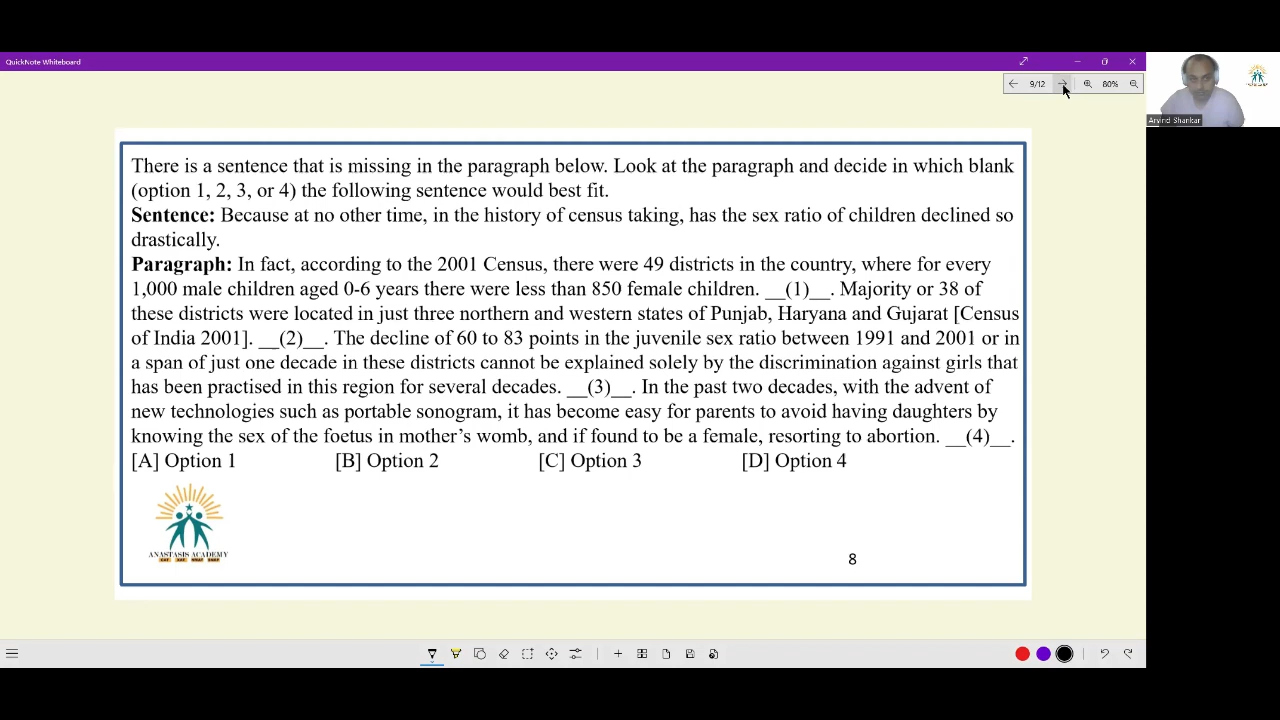 QuickNote Whiteboard
9/12
80%
Arvind Shankar
There is a sentence that is missing in the paragraph below. Look at the paragraph and decide in which blank
(option 1, 2, 3, or 4) the following sentence would best fit.
Sentence: Because at no other time, in the history of census taking, has the sex ratio of children declined so
drastically.
Paragraph: In fact, according to the 2001 Census, there were 49 districts in the country, where for every
1,000 male children aged 0-6 years there were less than 850 female children. __(1)__. Majority or 38 of
these districts were located in just three northern and western states of Punjab, Haryana and Gujarat [Census
of India 2001]. __(2)__. The decline of 60 to 83 points in the juvenile sex ratio between 1991 and 2001 or in
a span of just one decade in these districts cannot be explained solely by the discrimination against girls that
has been practised in this region for several decades. __(3)__. In the past two decades, with the advent of
new technologies such as portable sonogram, it has become easy for parents to avoid having daughters by
knowing the sex of the foetus in mother's womb, and if found to be a female, resorting to abortion. __(4)__.
[A] Option 1 [B] Option 2 [C] Option 3 [D] Option 4
ANASTASIS ACADEMY
8